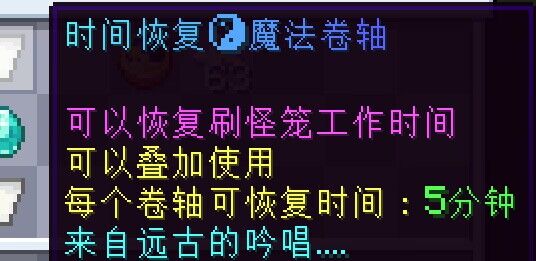 时间恢复☯魔法卷轴
可以恢复刷怪笼工作时间
可以叠加使用
每个卷轴可恢复时间：5分钟
来自远古的吟唱....